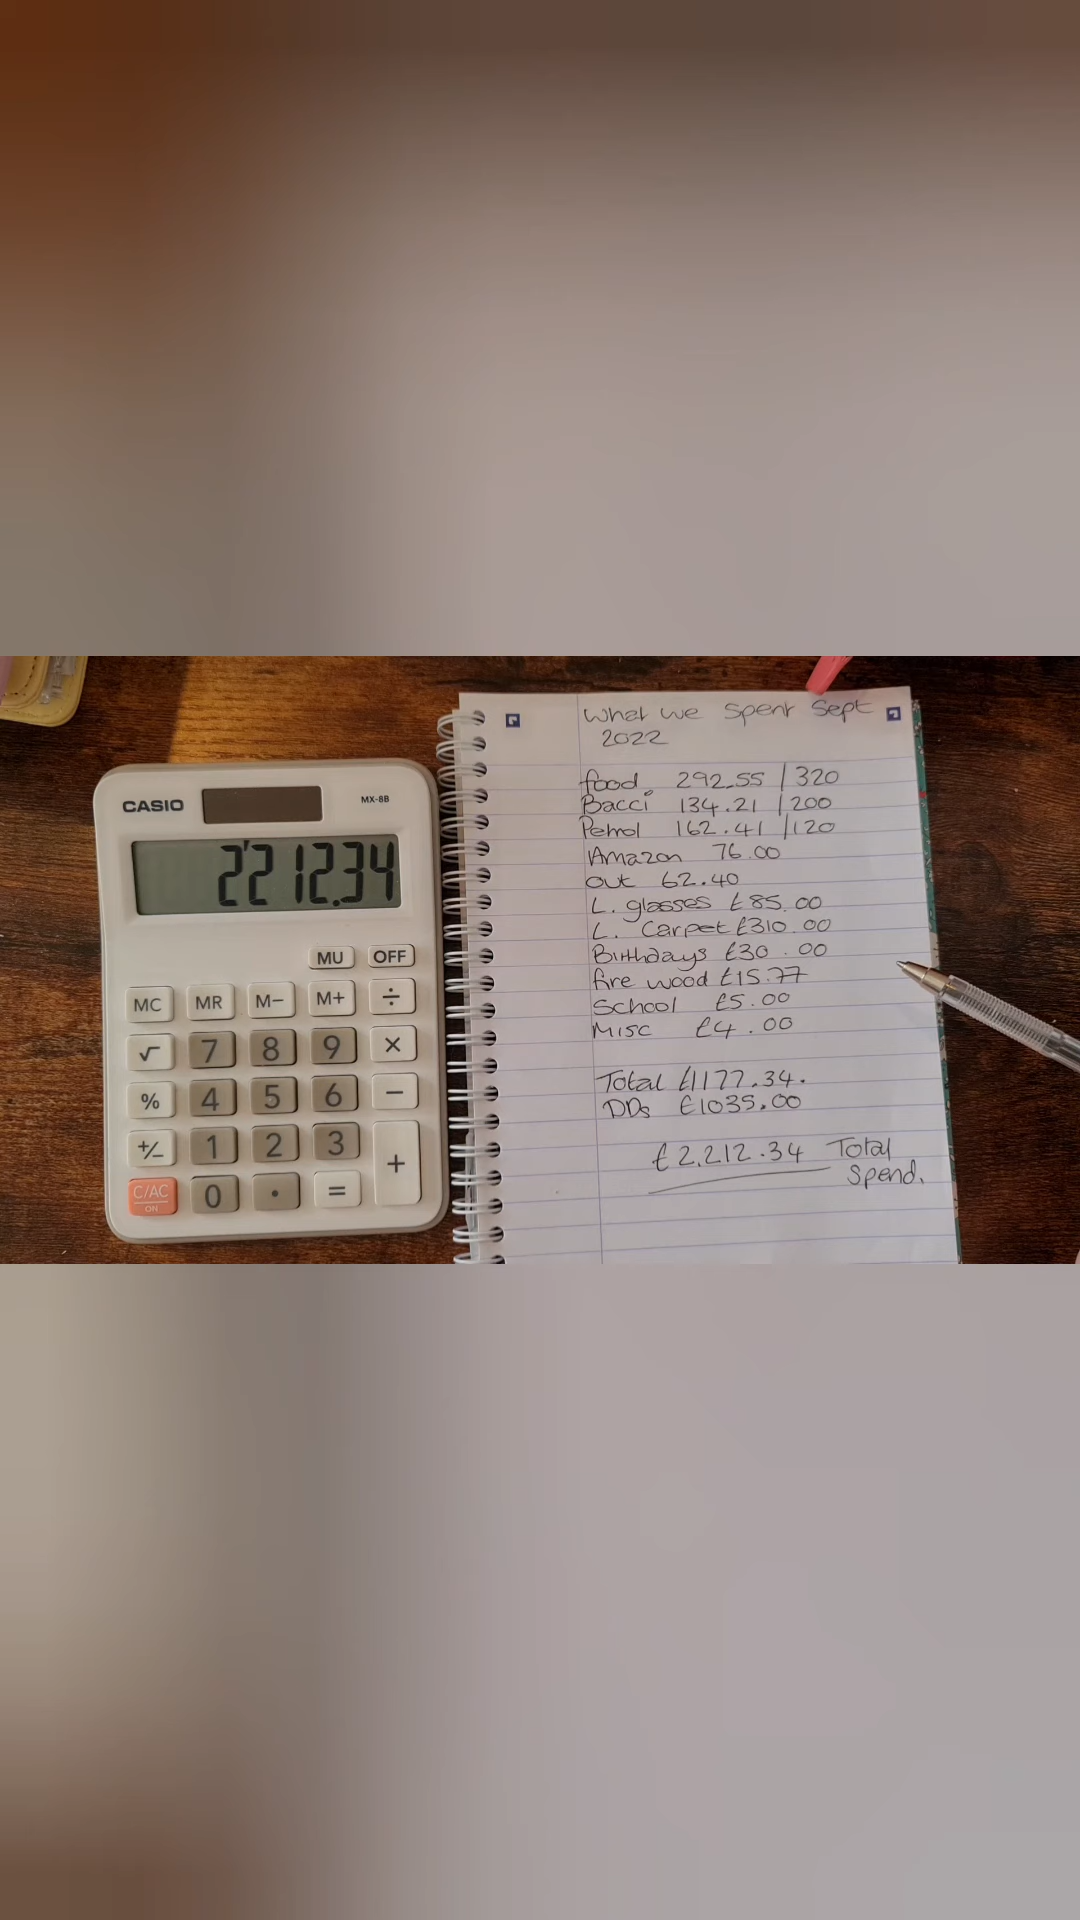 What we spent Sept
2022
food. 292.55 / 320
Bacci 134.21 / 200
Petrol 162.41 / 120
Amazon 76.00
out 62.40
L. glasses £85.00
L. Carpet £310.00
Birthdays £30.00
fire wood £15.77
School £5.00
Misc £4.00
Total £1177.34.
DDs £1035.00
£2.212.34 Total
Spend.
CASIO
MX-8B
2'212.34
MU OFF
MC MR M− M+ ÷
√ 7 8 9 ×
% 4 5 6 −
+/− 1 2 3 +
C/AC ON 0 · =